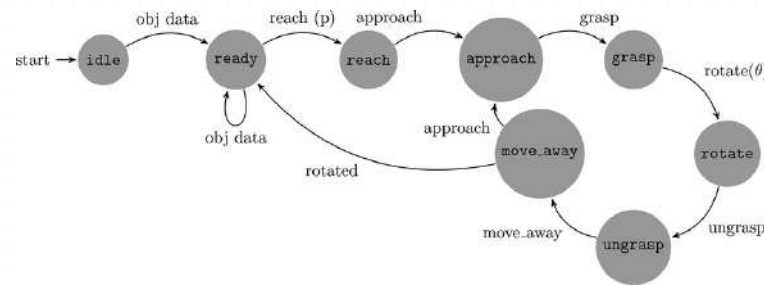 obj data
reach (p)
approach
grasp
start
idle
ready
reach
approach
grasp
rotate(θ)
obj data
approach
move_away
rotate
rotated
move_away
ungrasp
ungrasp